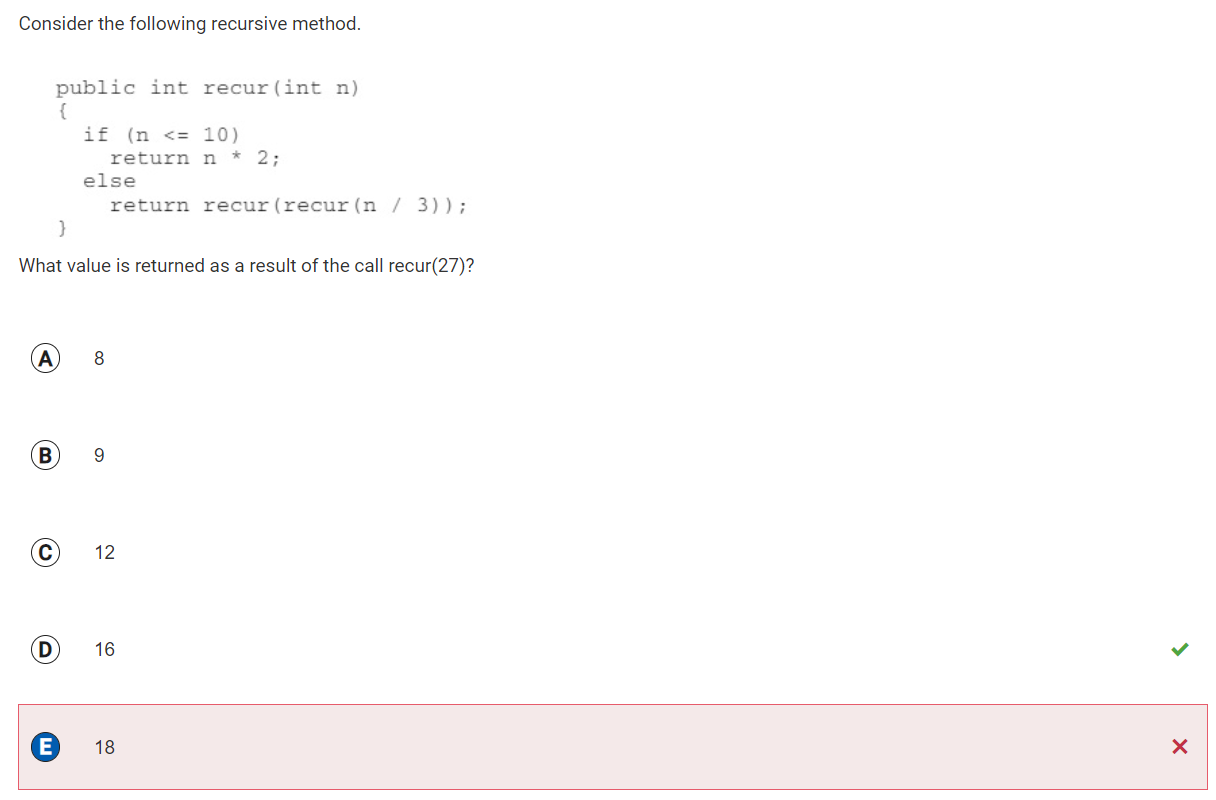 Consider the following recursive method.
public int recur(int n)
{
if (n <= 10)
return n * 2;
else
return recur(recur(n / 3));
}
What value is returned as a result of the call recur(27)?
A 8
B 9
C 12
D 16
E 18